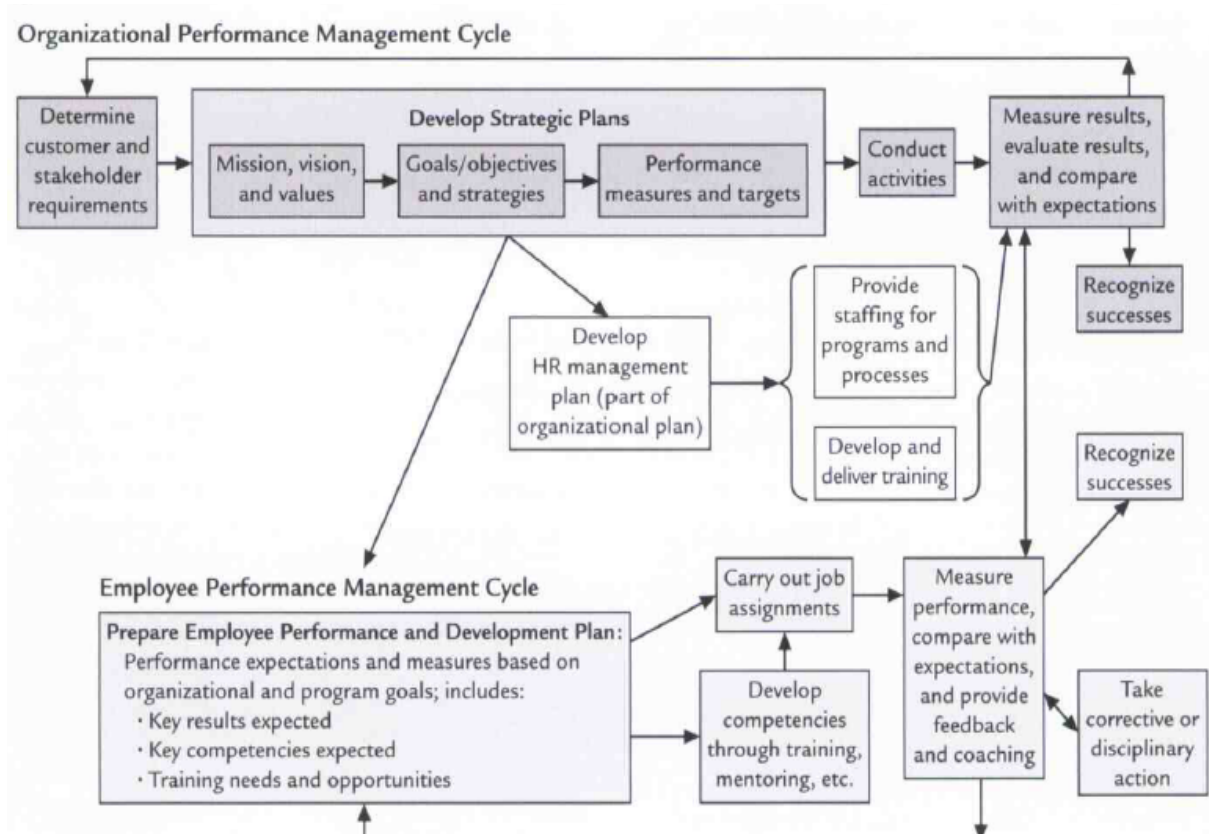 Organizational Performance Management Cycle
Determine
customer and
stakeholder
requirements
Develop Strategic Plans
Mission, vision,
and values
Goals/objectives
and strategies
Performance
measures and targets
Conduct
activities
Measure results,
evaluate results,
and compare
with expectations
Recognize
successes
Develop
HR management
plan (part of
organizational plan)
Provide
staffing for
programs and
processes
Develop and
deliver training
Recognize
successes
Employee Performance Management Cycle
Prepare Employee Performance and Development Plan:
Performance expectations and measures based on
organizational and program goals; includes:
· Key results expected
· Key competencies expected
· Training needs and opportunities
Carry out job
assignments
Develop
competencies
through training,
mentoring, etc.
Measure
performance,
compare with
expectations,
and provide
feedback
and coaching
Take
corrective or
disciplinary
action